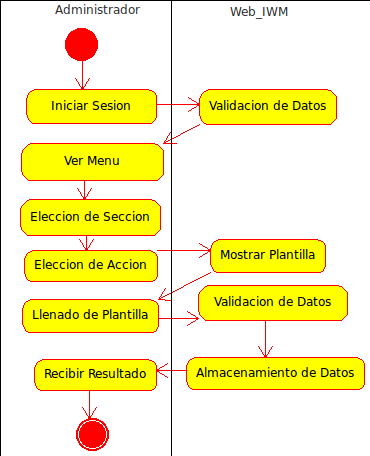 Administrador
Web_IWM
Iniciar Sesion
Validacion de Datos
Ver Menu
Eleccion de Seccion
Eleccion de Accion
Mostrar Plantilla
Llenado de Plantilla
Validacion de Datos
Recibir Resultado
Almacenamiento de Datos